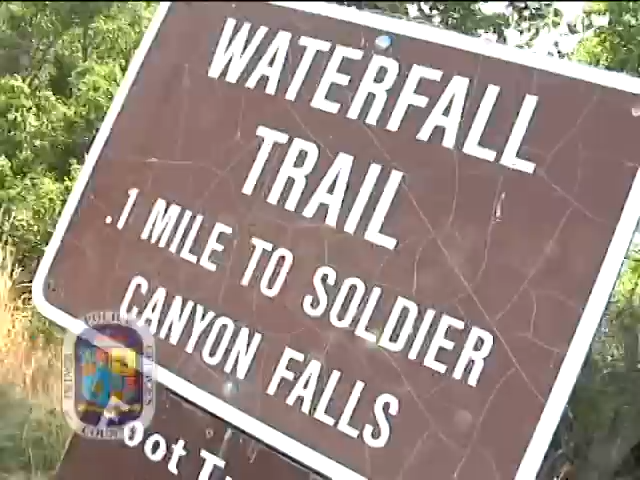 WATERFALL
TRAIL
.1 MILE TO SOLDIER
CANYON FALLS
oot